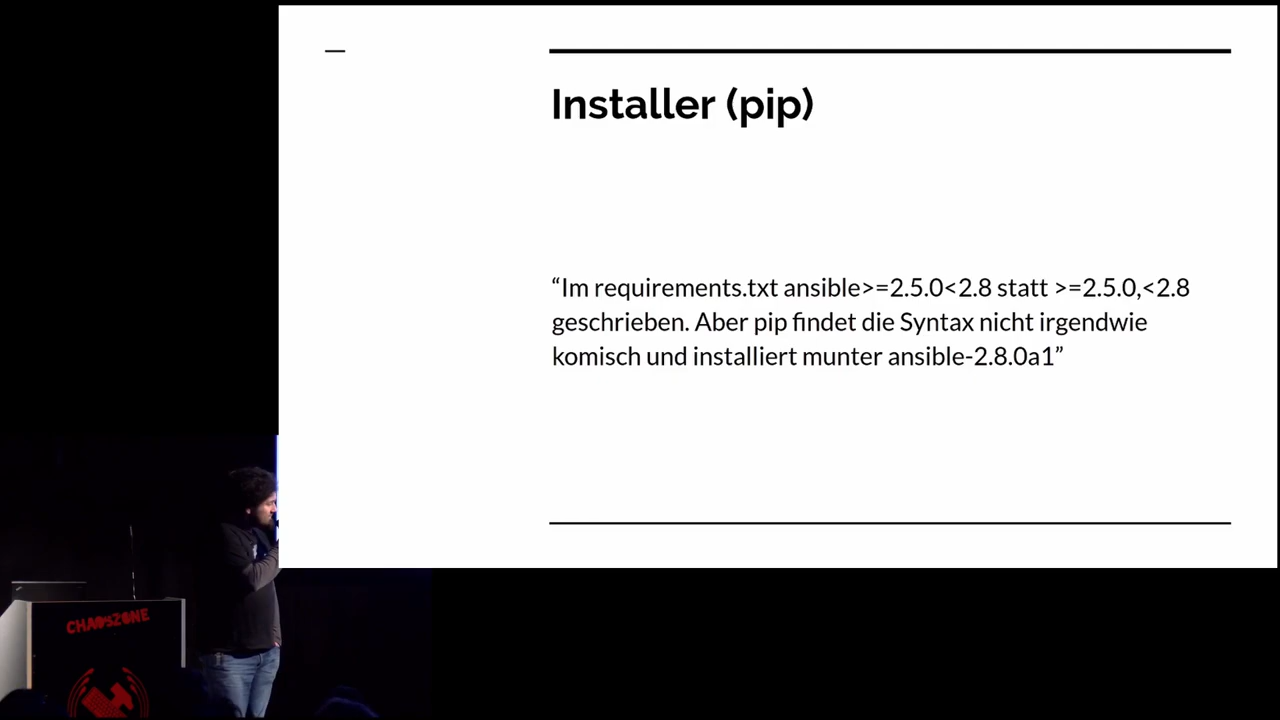 Installer (pip)
“Im requirements.txt ansible>=2.5.0<2.8 statt >=2.5.0,<2.8
geschrieben. Aber pip findet die Syntax nicht irgendwie
komisch und installiert munter ansible-2.8.0a1”
CHAOSZONE